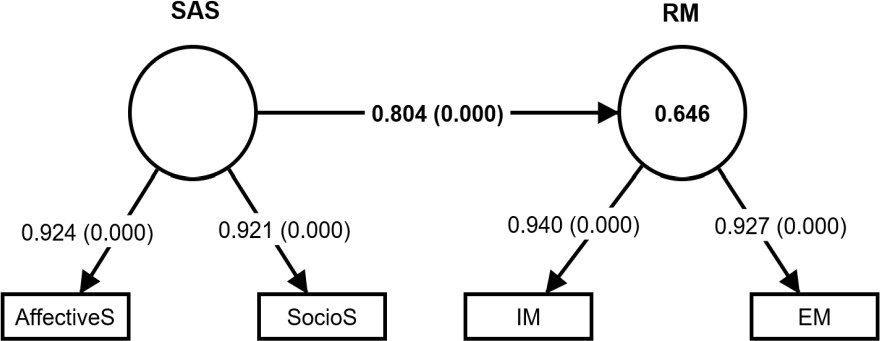 SAS
RM
0.804 (0.000)
0.646
0.924 (0.000)
0.921 (0.000)
0.940 (0.000)
0.927 (0.000)
AffectiveS
SocioS
IM
EM